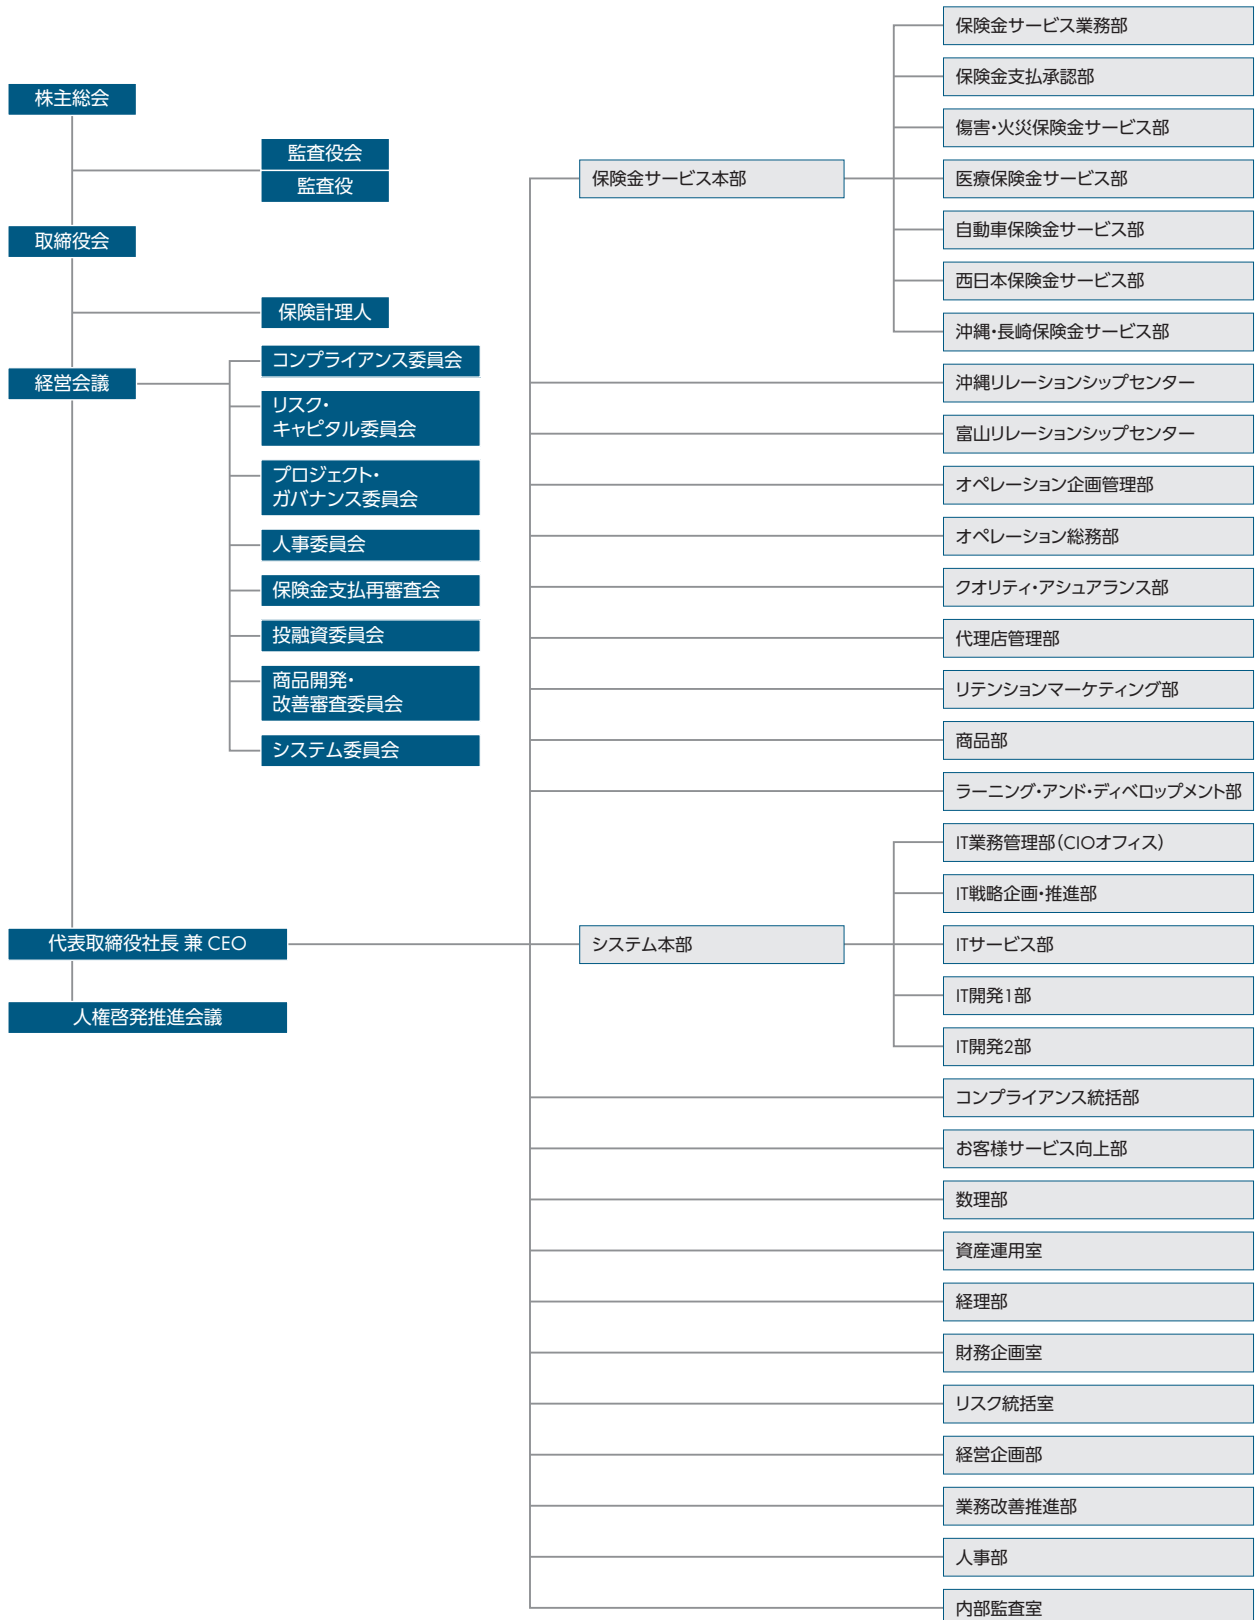 株主総会
監査役会
監査役
取締役会
保険計理人
経営会議
コンプライアンス委員会
リスク・
キャピタル委員会
プロジェクト・
ガバナンス委員会
人事委員会
保険金支払再審査会
投融資委員会
商品開発・
改善審査委員会
システム委員会
代表取締役社長 兼 CEO
人権啓発推進会議
保険金サービス本部
保険金サービス業務部
保険金支払承認部
傷害・火災保険金サービス部
医療保険金サービス部
自動車保険金サービス部
西日本保険金サービス部
沖縄・長崎保険金サービス部
沖縄リレーションシップセンター
富山リレーションシップセンター
オペレーション企画管理部
オペレーション総務部
クオリティ・アシュアランス部
代理店管理部
リテンションマーケティング部
商品部
ラーニング・アンド・ディベロップメント部
システム本部
IT業務管理部（CIOオフィス）
IT戦略企画・推進部
ITサービス部
IT開発1部
IT開発2部
コンプライアンス統括部
お客様サービス向上部
数理部
資産運用室
経理部
財務企画室
リスク統括室
経営企画部
業務改善推進部
人事部
内部監査室